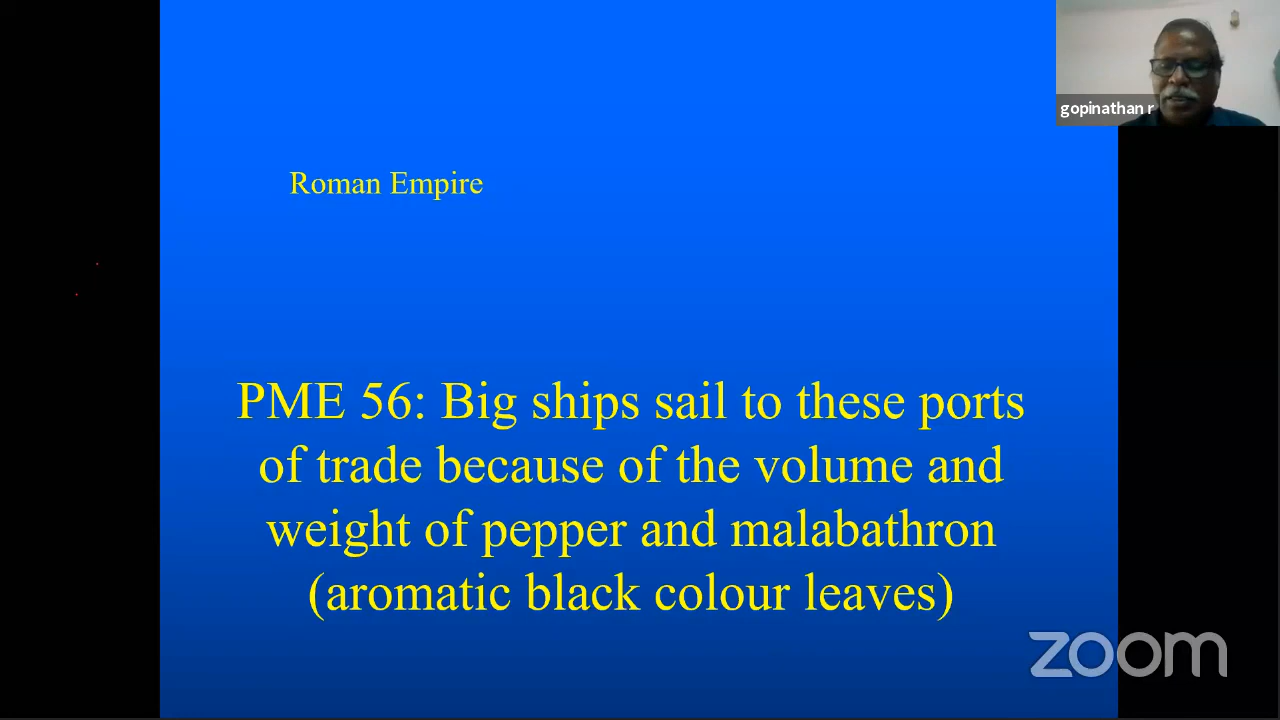 gopinathan r
Roman Empire
PME 56: Big ships sail to these ports
of trade because of the volume and
weight of pepper and malabathron
(aromatic black colour leaves)
zoom